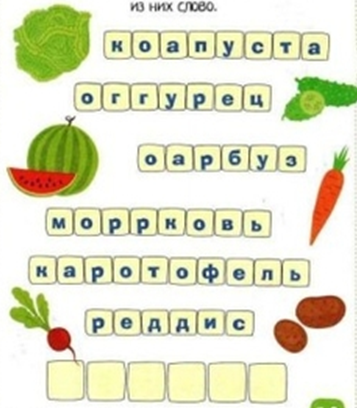 из них слово.
коапуста
оггурец
оарбуз
моррковь
каротофель
реддис